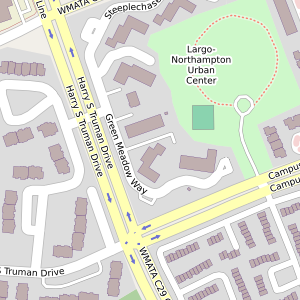 WMATA C
Steeplechase
Line
Largo-
Northampton
Urban
Center
Harry S Truman Drive
Harry S Truman Drive
Green Meadow Way
Campus
Campus
S Truman Drive
WMATA C29